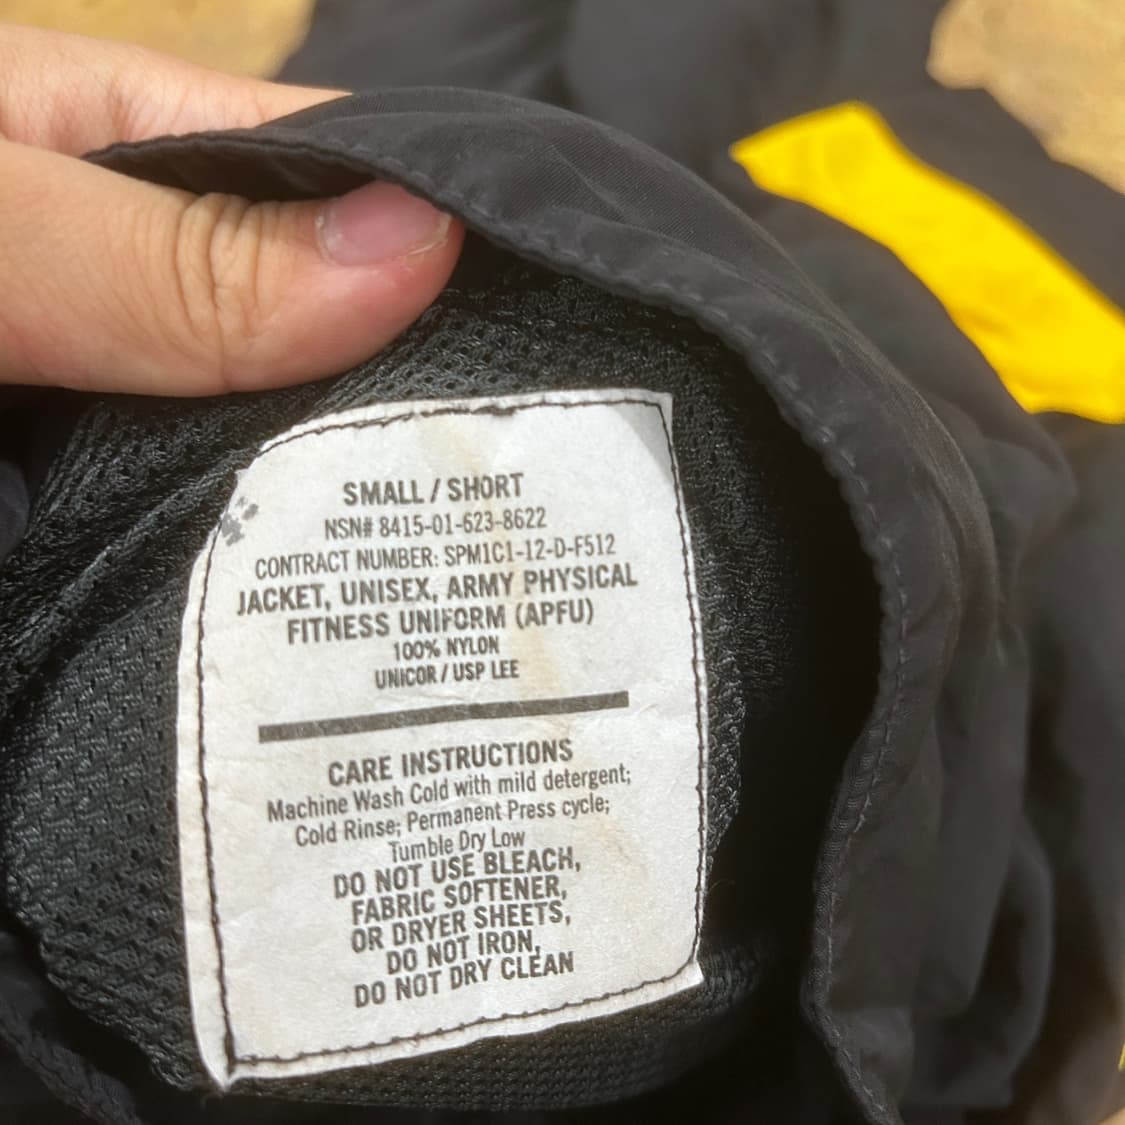 SMALL / SHORT
NSN# 8415-01-623-8622
CONTRACT NUMBER: SPM1C1-12-D-F512
JACKET, UNISEX, ARMY PHYSICAL
FITNESS UNIFORM (APFU)
100% NYLON
UNICOR / USP LEE
CARE INSTRUCTIONS
Machine Wash Cold with mild detergent;
Cold Rinse; Permanent Press cycle;
Tumble Dry Low
DO NOT USE BLEACH,
FABRIC SOFTENER,
OR DRYER SHEETS,
DO NOT IRON,
DO NOT DRY CLEAN